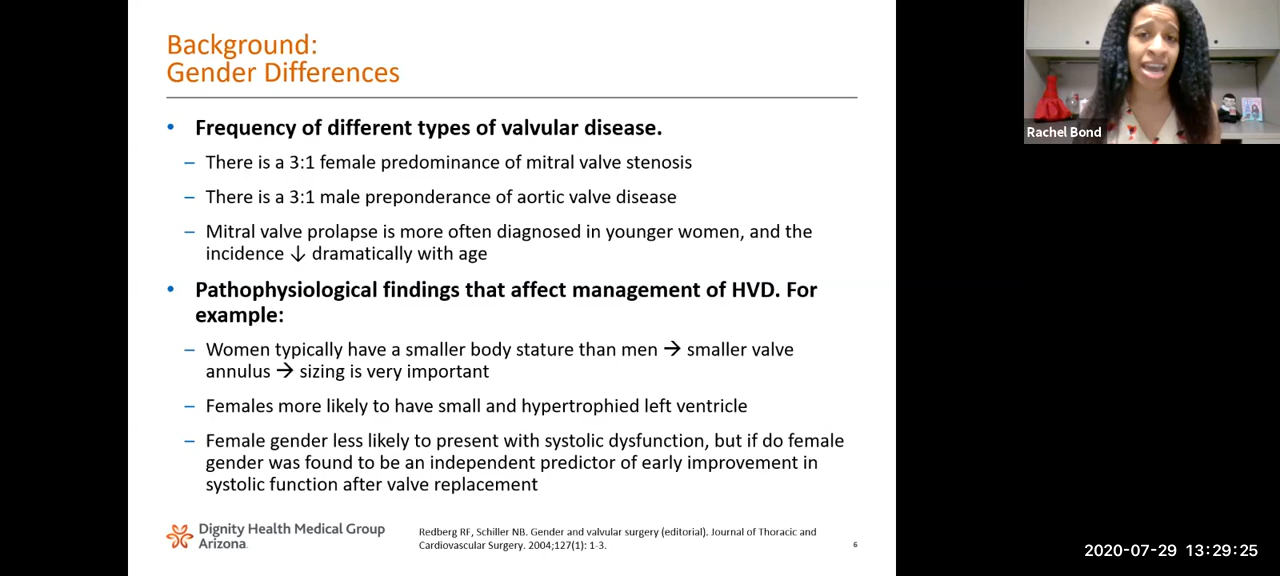 Background:
Gender Differences
• Frequency of different types of valvular disease.
– There is a 3:1 female predominance of mitral valve stenosis
– There is a 3:1 male preponderance of aortic valve disease
– Mitral valve prolapse is more often diagnosed in younger women, and the
incidence ↓ dramatically with age
• Pathophysiological findings that affect management of HVD. For
example:
– Women typically have a smaller body stature than men → smaller valve
annulus → sizing is very important
– Females more likely to have small and hypertrophied left ventricle
– Female gender less likely to present with systolic dysfunction, but if do female
gender was found to be an independent predictor of early improvement in
systolic function after valve replacement
Dignity Health Medical Group
Arizona.
Redberg RF, Schiller NB. Gender and valvular surgery (editorial). Journal of Thoracic and
Cardiovascular Surgery. 2004;127(1): 1-3.
6
Rachel Bond
2020-07-29 13:29:25